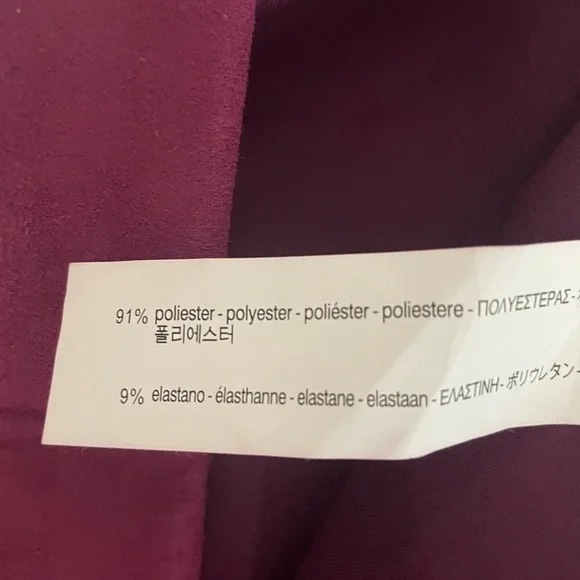 91% poliester - polyester - poliéster - poliestere - ΠΟΛΥΕΣΤΕΡΑΣ -
폴리에스터
9% elastano - élasthanne - elastane - elastaan - ΕΛΑΣΤΙΝΗ - ポリウレタン -